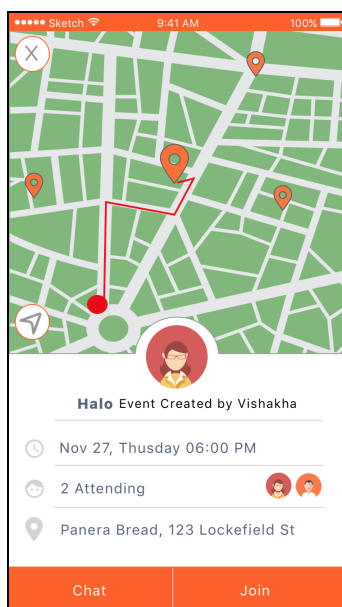 Sketch 9:41 AM 100%
Halo Event Created by Vishakha
Nov 27, Thusday 06:00 PM
2 Attending
Panera Bread, 123 Lockefield St
Chat Join